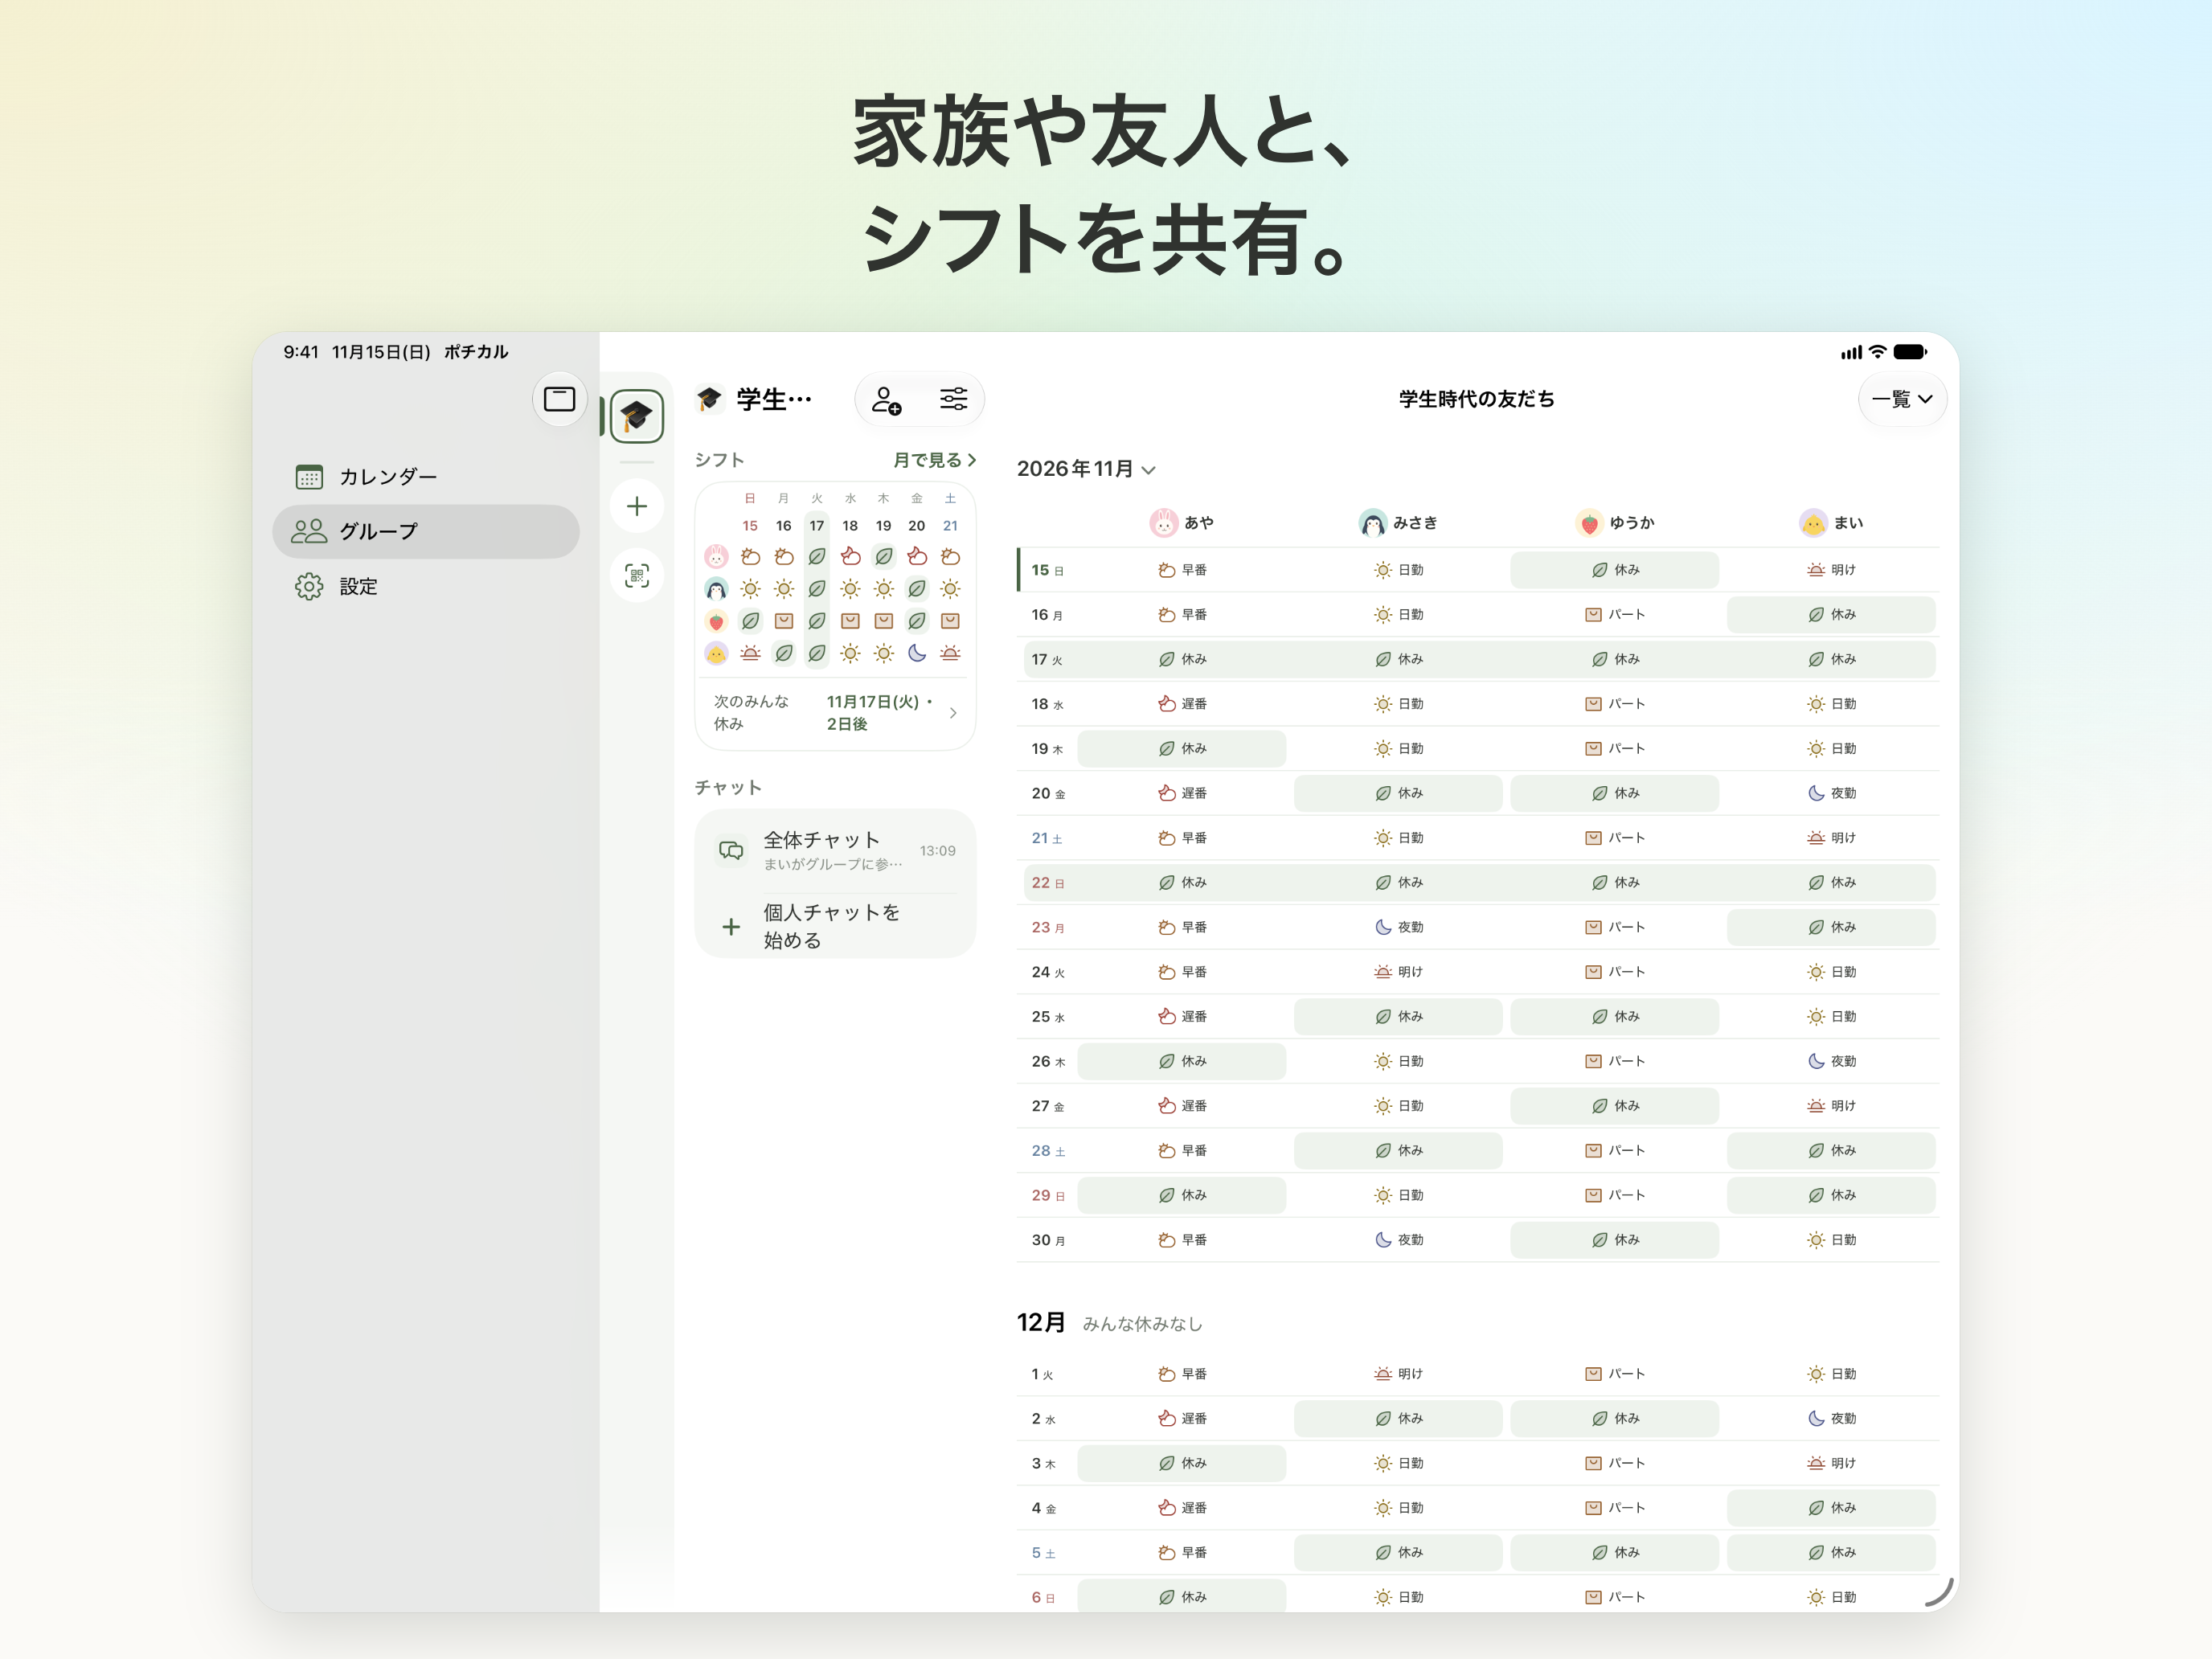 家族や友人と、
シフトを共有。
9:41 11月15日(日) ポチカル
カレンダー
グループ
設定
学生…
シフト 月で見る
日 月 火 水 木 金 土
15 16 17 18 19 20 21
次のみんな休み 11月17日(火)・2日後
チャット
全体チャット
まいがグループに参… 13:09
個人チャットを
始める
学生時代の友だち
一覧
2026年11月
あや みさき ゆうか まい
15 日 早番 日勤 休み 明け
16 月 早番 日勤 パート 休み
17 火 休み 休み 休み 休み
18 水 遅番 日勤 パート 日勤
19 木 休み 日勤 パート 日勤
20 金 遅番 休み 休み 夜勤
21 土 早番 日勤 パート 明け
22 日 休み 休み 休み 休み
23 月 早番 夜勤 パート 休み
24 火 早番 明け パート 日勤
25 水 遅番 休み 休み 日勤
26 木 休み 日勤 パート 夜勤
27 金 遅番 日勤 休み 明け
28 土 早番 休み パート 休み
29 日 休み 日勤 パート 休み
30 月 早番 夜勤 休み 日勤
12月 みんな休みなし
1 火 早番 明け パート 日勤
2 水 遅番 休み 休み 夜勤
3 木 休み 日勤 パート 明け
4 金 遅番 日勤 パート 休み
5 土 早番 休み 休み 休み
6 日 休み 日勤 パート 日勤